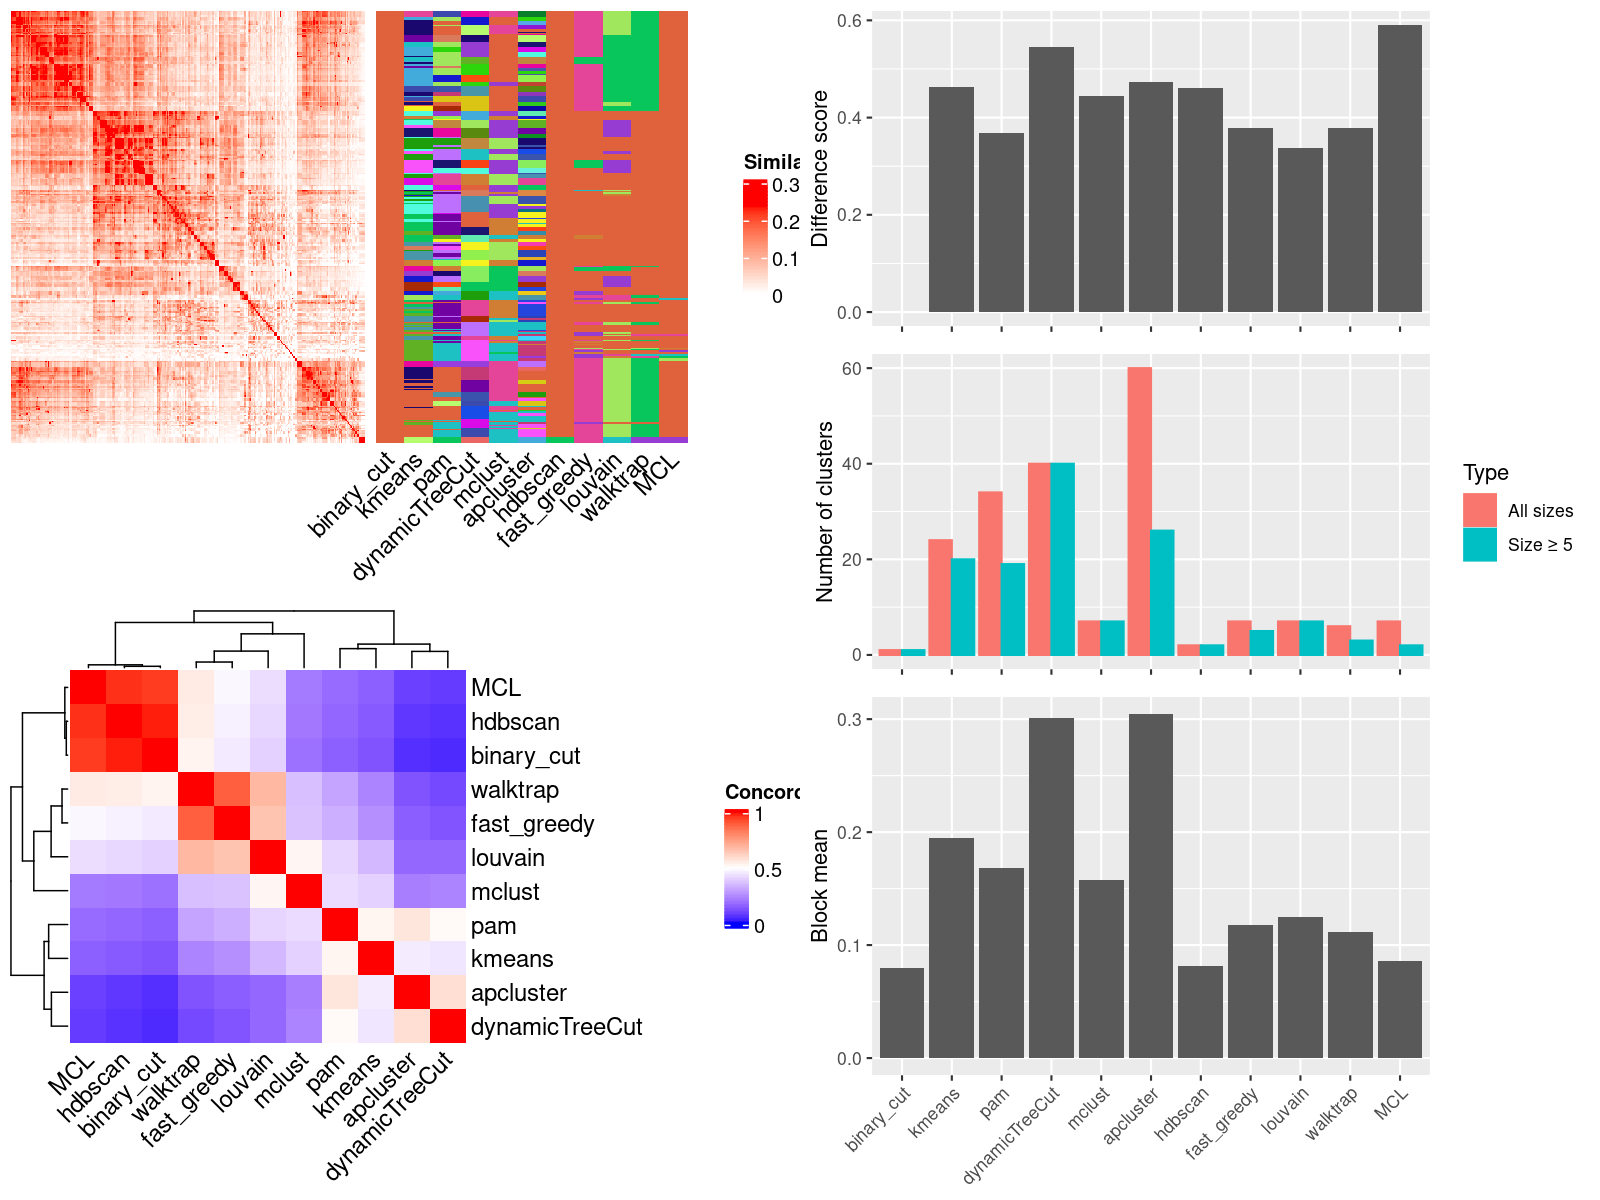 Simila
0.3
0.2
0.1
0
binary_cut
kmeans
pam
dynamicTreeCut
mclust
apcluster
hdbscan
fast_greedy
louvain
walktrap
MCL
MCL
hdbscan
binary_cut
walktrap
fast_greedy
louvain
mclust
pam
kmeans
apcluster
dynamicTreeCut
MCL
hdbscan
binary_cut
walktrap
fast_greedy
louvain
mclust
pam
kmeans
apcluster
dynamicTreeCut
Concord
1
0.5
0
Difference score
0.6
0.4
0.2
0.0
Number of clusters
60
40
20
0
Type
All sizes
Size ≥ 5
Block mean
0.3
0.2
0.1
0.0
binary_cut
kmeans
pam
dynamicTreeCut
mclust
apcluster
hdbscan
fast_greedy
louvain
walktrap
MCL